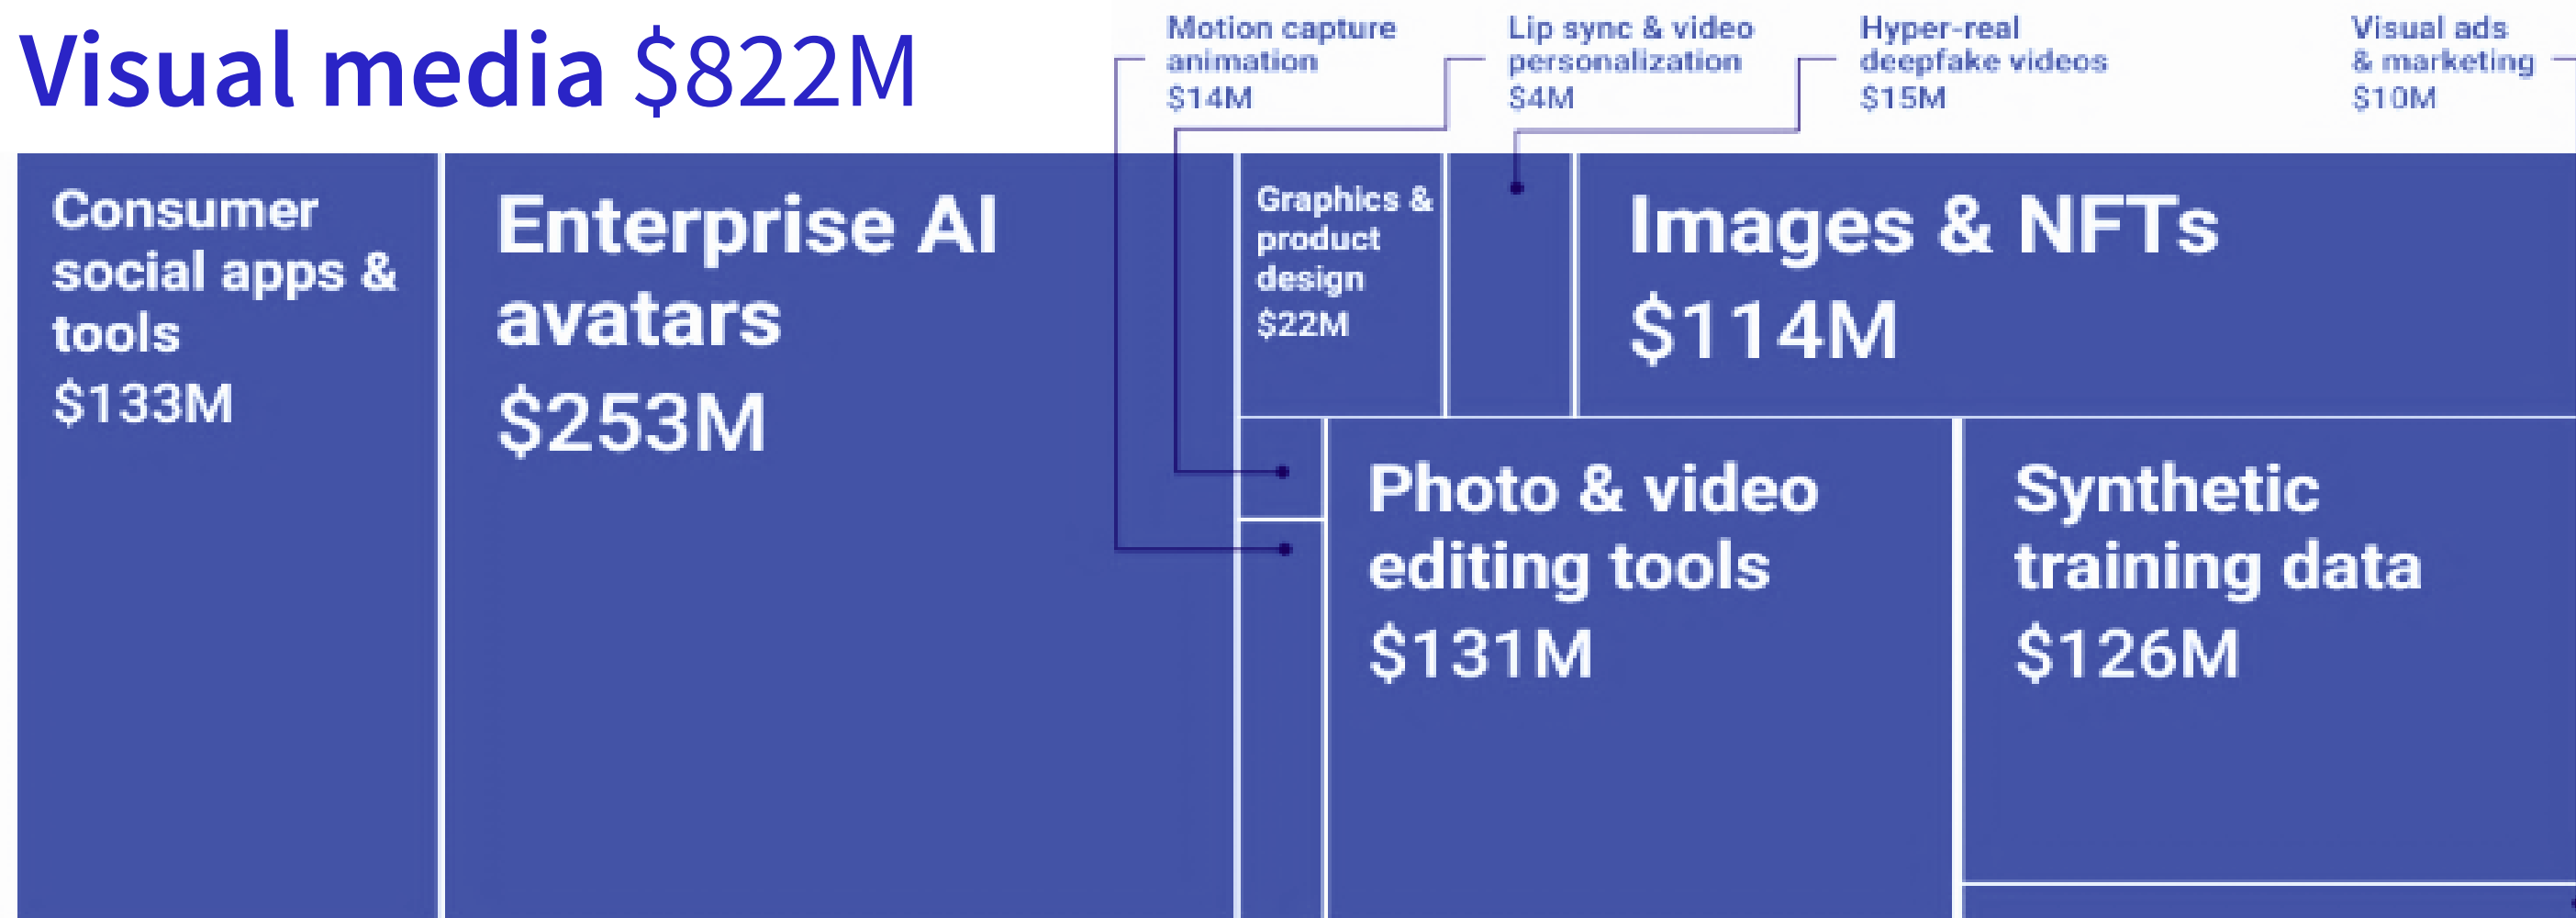 Visual media $822M
Motion capture
animation
$14M
Lip sync & video
personalization
$4M
Hyper-real
deepfake videos
$15M
Visual ads
& marketing
$10M
Consumer
social apps &
tools
$133M
Enterprise AI
avatars
$253M
Graphics &
product
design
$22M
Images & NFTs
$114M
Photo & video
editing tools
$131M
Synthetic
training data
$126M